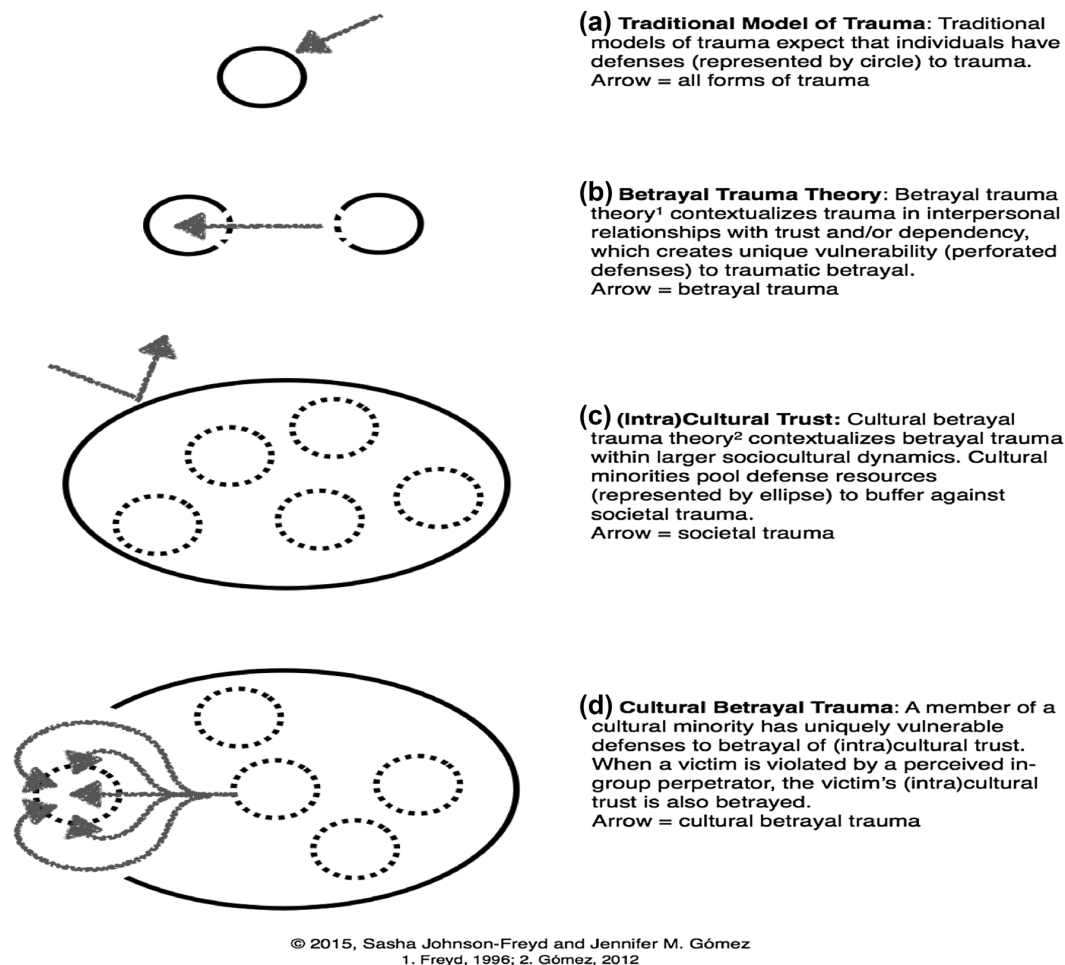 (a) Traditional Model of Trauma: Traditional
models of trauma expect that individuals have
defenses (represented by circle) to trauma.
Arrow = all forms of trauma
(b) Betrayal Trauma Theory: Betrayal trauma
theory¹ contextualizes trauma in interpersonal
relationships with trust and/or dependency,
which creates unique vulnerability (perforated
defenses) to traumatic betrayal.
Arrow = betrayal trauma
(c) (Intra)Cultural Trust: Cultural betrayal
trauma theory² contextualizes betrayal trauma
within larger sociocultural dynamics. Cultural
minorities pool defense resources
(represented by ellipse) to buffer against
societal trauma.
Arrow = societal trauma
(d) Cultural Betrayal Trauma: A member of a
cultural minority has uniquely vulnerable
defenses to betrayal of (intra)cultural trust.
When a victim is violated by a perceived in-
group perpetrator, the victim's (intra)cultural
trust is also betrayed.
Arrow = cultural betrayal trauma
© 2015, Sasha Johnson-Freyd and Jennifer M. Gómez
1. Freyd, 1996; 2. Gómez, 2012